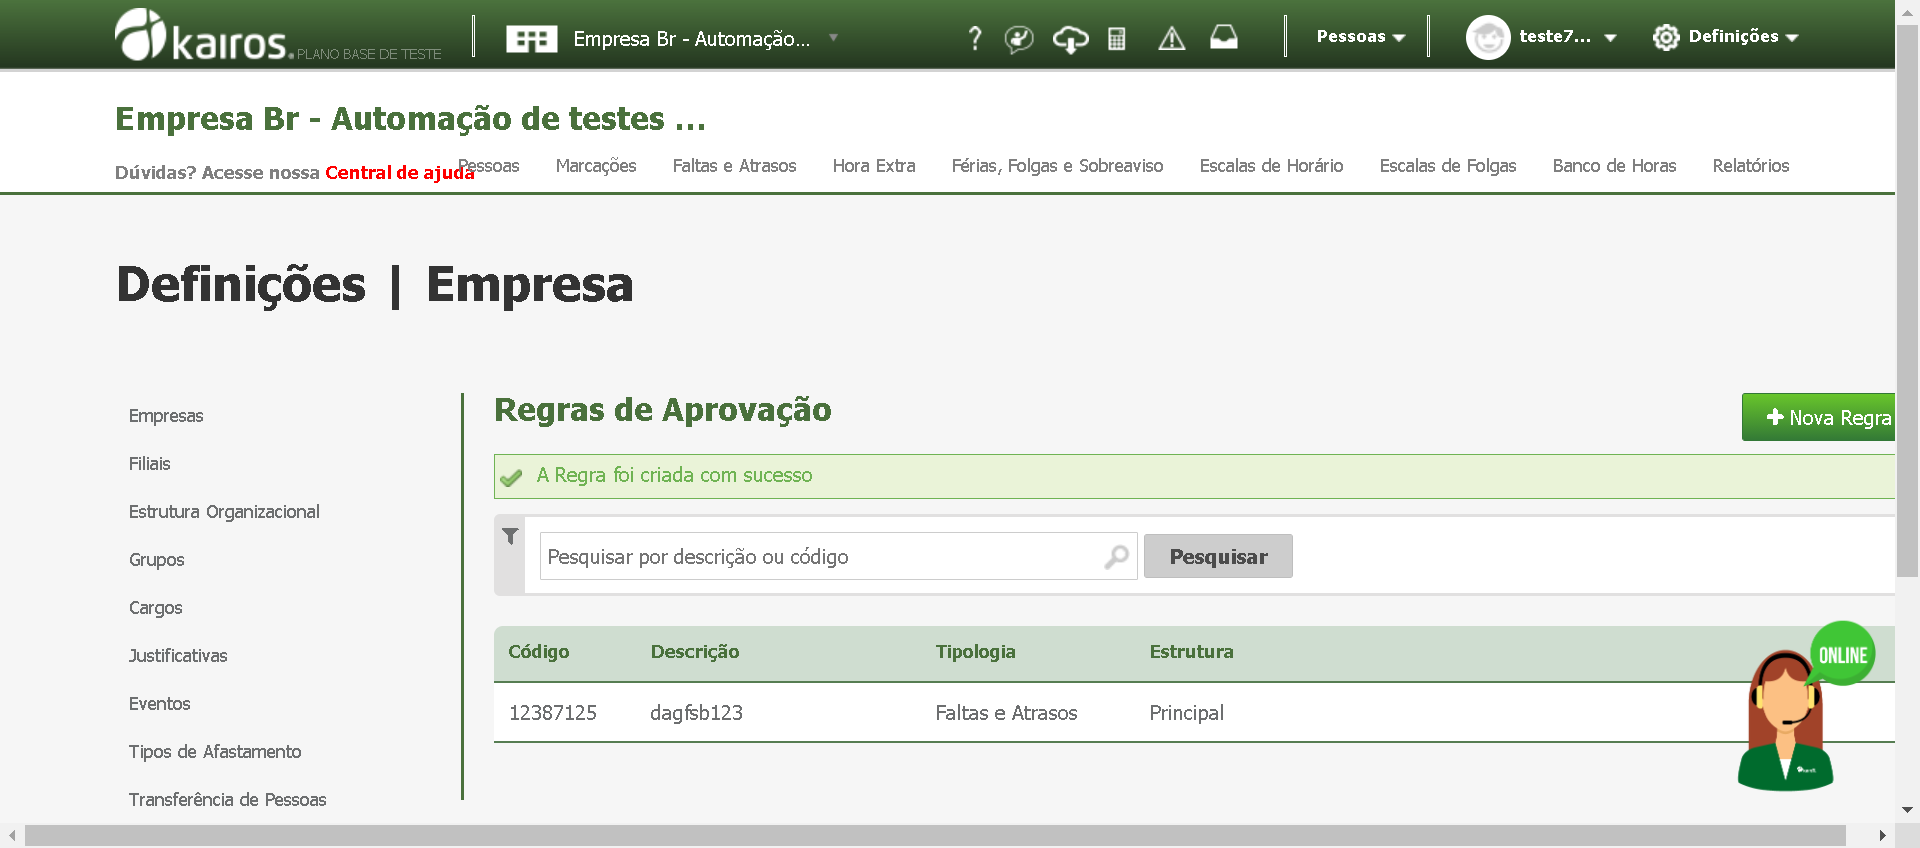 kairos. PLANO BASE DE TESTE
Empresa Br - Automação...
?
Pessoas
teste7...
Definições
Empresa Br - Automação de testes ...
Dúvidas? Acesse nossa Central de ajuda
Pessoas Marcações Faltas e Atrasos Hora Extra Férias, Folgas e Sobreaviso Escalas de Horário Escalas de Folgas Banco de Horas Relatórios
Definições | Empresa
Empresas
Filiais
Estrutura Organizacional
Grupos
Cargos
Justificativas
Eventos
Tipos de Afastamento
Transferência de Pessoas
Regras de Aprovação
Nova Regra
A Regra foi criada com sucesso
Pesquisar por descrição ou código
Pesquisar
Código Descrição Tipologia Estrutura
12387125 dagfsb123 Faltas e Atrasos Principal
ONLINE